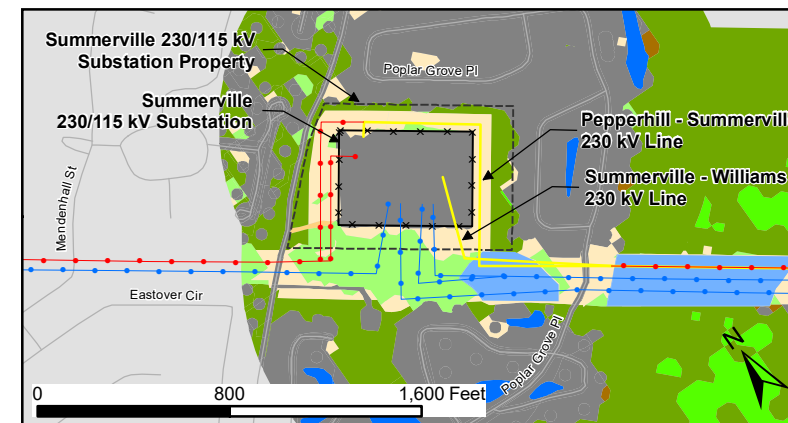 Summerville 230/115 kV
Substation Property
Poplar Grove Pl
Summerville
230/115 kV Substation
Pepperhill - Summervill
230 kV Line
Summerville - Williams
230 kV Line
Mendenhall St
Eastover Cir
Poplar Grove Pl
N
0 800 1,600 Feet